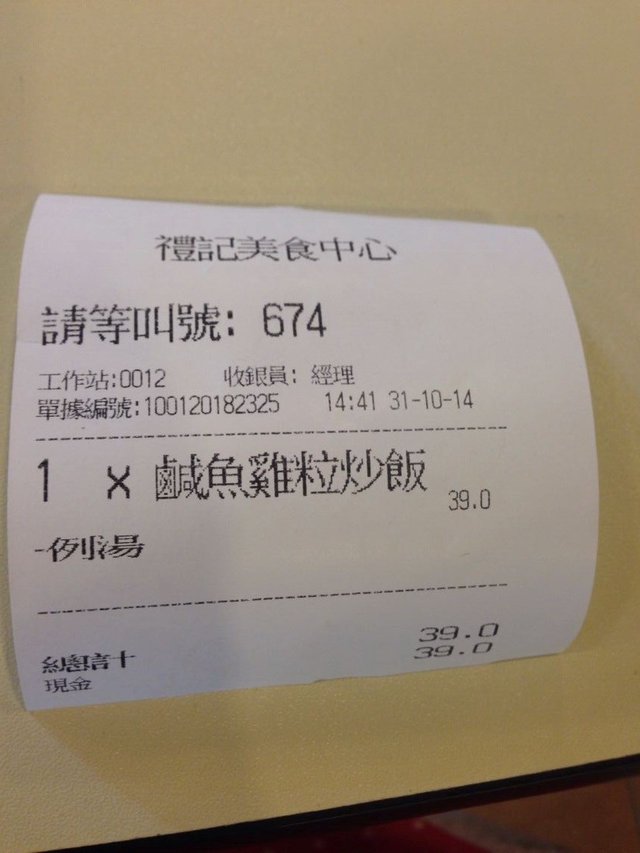 禮記美食中心
請等叫號: 674
工作站:0012 收銀員: 經理
單據編號:100120182325 14:41 31-10-14
1 x 鹹魚雞粒炒飯 39.0
-例湯
總計 39.0
現金 39.0